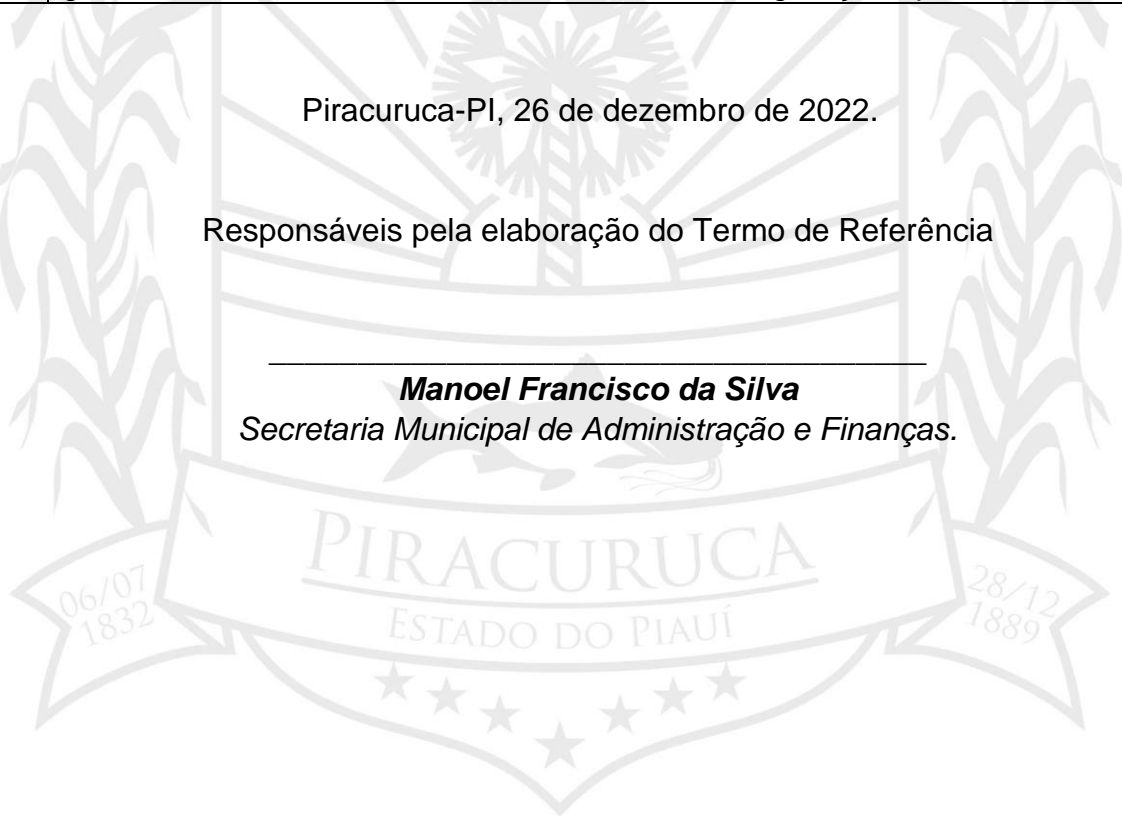 Piracuruca-PI, 26 de dezembro de 2022.
Responsáveis pela elaboração do Termo de Referência
Manoel Francisco da Silva
Secretaria Municipal de Administração e Finanças.
PIRACURUCA
06/07
1832
28/12
1889
ESTADO DO PIAUÍ